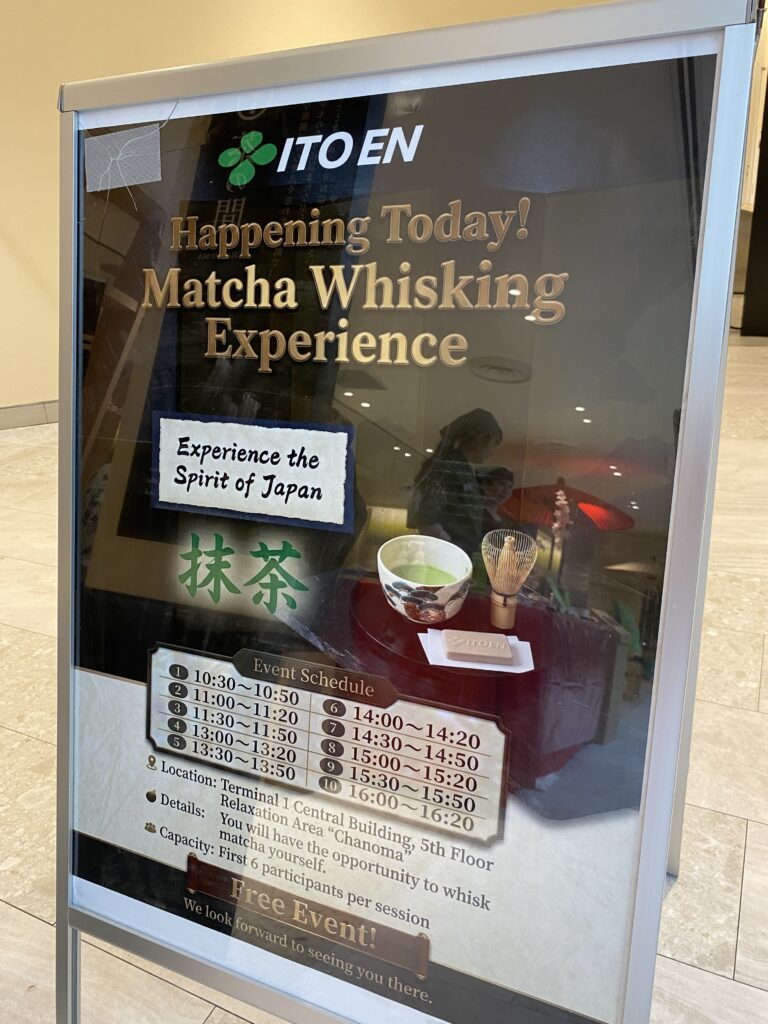 ITO EN
Happening Today!
Matcha Whisking
Experience
Experience the
Spirit of Japan
抹茶
Event Schedule
1 10:30～10:50
2 11:00～11:20
3 11:30～11:50
4 13:00～13:20
5 13:30～13:50
6 14:00～14:20
7 14:30～14:50
8 15:00～15:20
9 15:30～15:50
10 16:00～16:20
Location: Terminal 1 Central Building, 5th Floor
Relaxation Area “Chanoma”
Details: You will have the opportunity to whisk
matcha yourself.
Capacity: First 6 participants per session
Free Event!
We look forward to seeing you there.
ITOEN